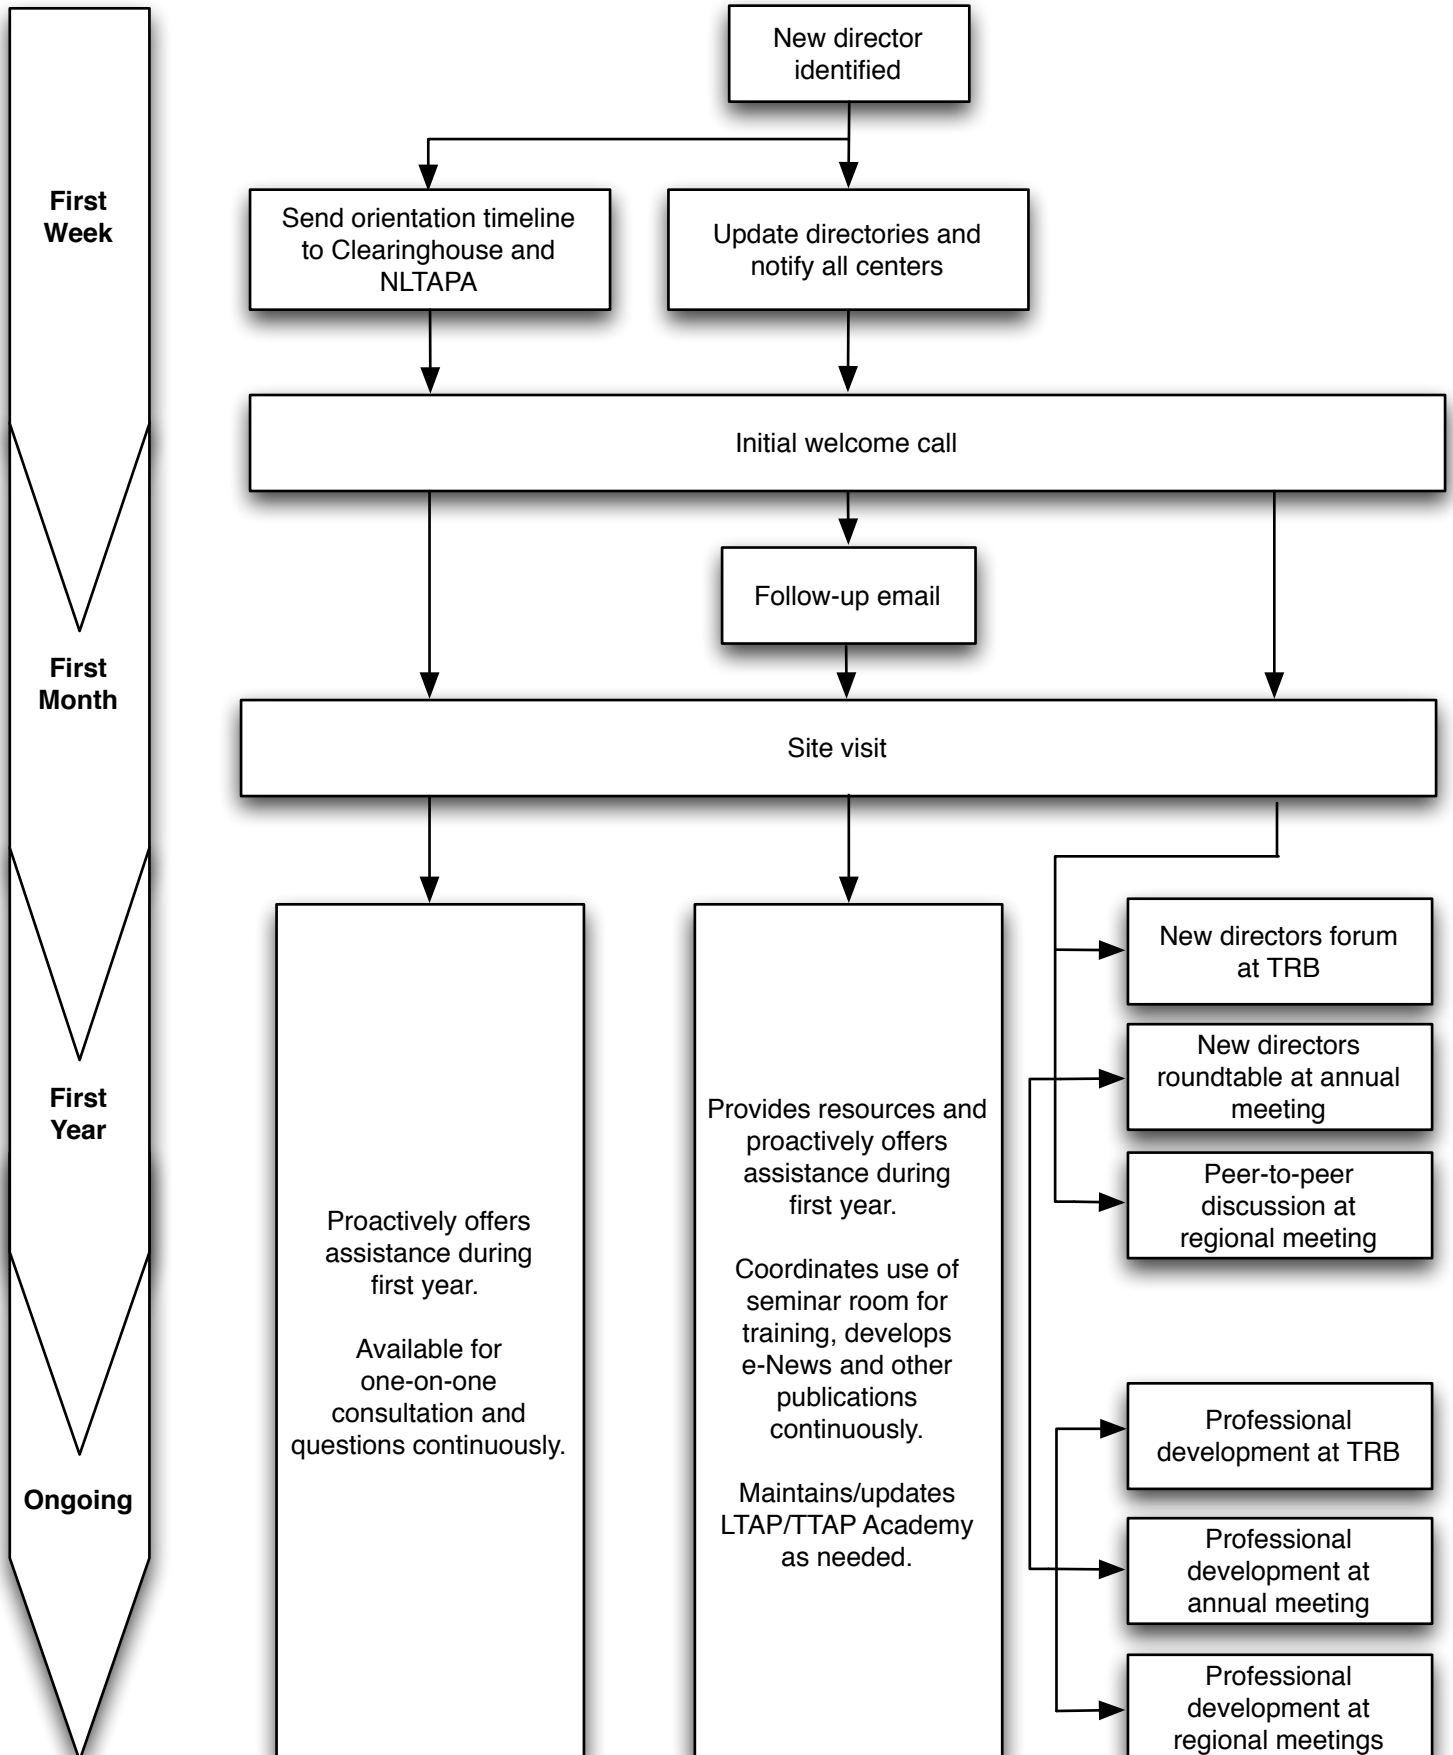 New director
identified
First
Week
Send orientation timeline
to Clearinghouse and
NLTAPA
Update directories and
notify all centers
Initial welcome call
Follow-up email
First
Month
Site visit
New directors forum
at TRB
New directors
roundtable at annual
meeting
First
Year
Peer-to-peer
discussion at
regional meeting
Proactively offers
assistance during
first year.
Available for
one-on-one
consultation and
questions continuously.
Provides resources and
proactively offers
assistance during
first year.
Coordinates use of
seminar room for
training, develops
e-News and other
publications
continuously.
Maintains/updates
LTAP/TTAP Academy
as needed.
Ongoing
Professional
development at TRB
Professional
development at
annual meeting
Professional
development at
regional meetings